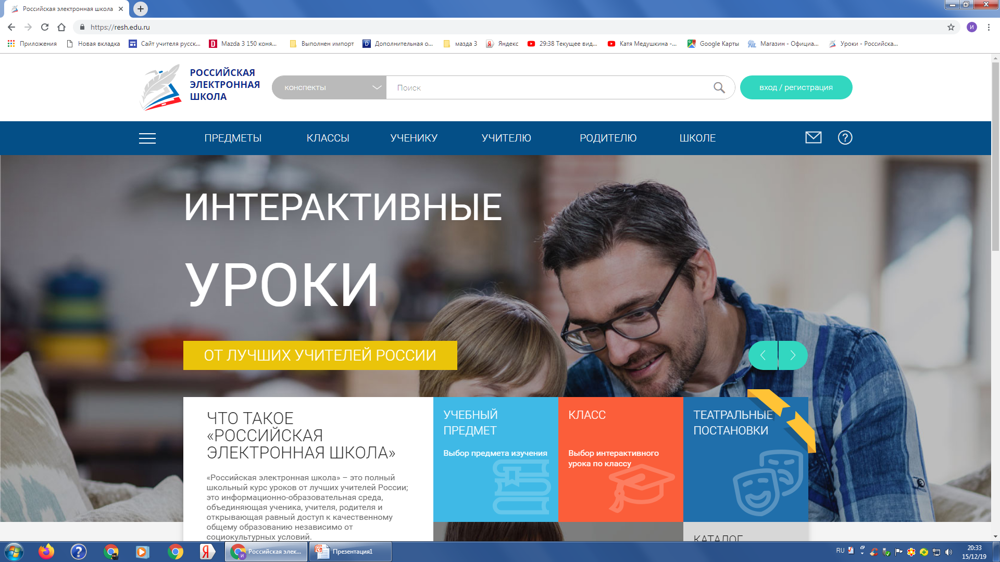 Российская электронная школа
https://resh.edu.ru
И
Приложения
Новая вкладка
Сайт учителя русск...
Mazda 3 150 коня...
Выполнен импорт
Дополнительная о...
мазда 3
Яндекс
29:38 Текущее вид...
Катя Медушкина -...
Google Карты
Магазин - Официа...
Уроки - Российска...
РОССИЙСКАЯ
ЭЛЕКТРОННАЯ
ШКОЛА
конспекты
Поиск
вход / регистрация
ПРЕДМЕТЫ
КЛАССЫ
УЧЕНИКУ
УЧИТЕЛЮ
РОДИТЕЛЮ
ШКОЛЕ
ИНТЕРАКТИВНЫЕ
УРОКИ
ОТ ЛУЧШИХ УЧИТЕЛЕЙ РОССИИ
ЧТО ТАКОЕ
«РОССИЙСКАЯ
ЭЛЕКТРОННАЯ ШКОЛА»
«Российская электронная школа» – это полный
школьный курс уроков от лучших учителей России;
это информационно-образовательная среда,
объединяющая ученика, учителя, родителя и
открывающая равный доступ к качественному
общему образованию независимо от
социокультурных условий.
УЧЕБНЫЙ
ПРЕДМЕТ
Выбор предмета изучения
КЛАСС
Выбор интерактивного
урока по классу
ТЕАТРАЛЬНЫЕ
ПОСТАНОВКИ
КАТАЛОГ
Российская элек...
Презентация1
RU
20:33
15/12/19